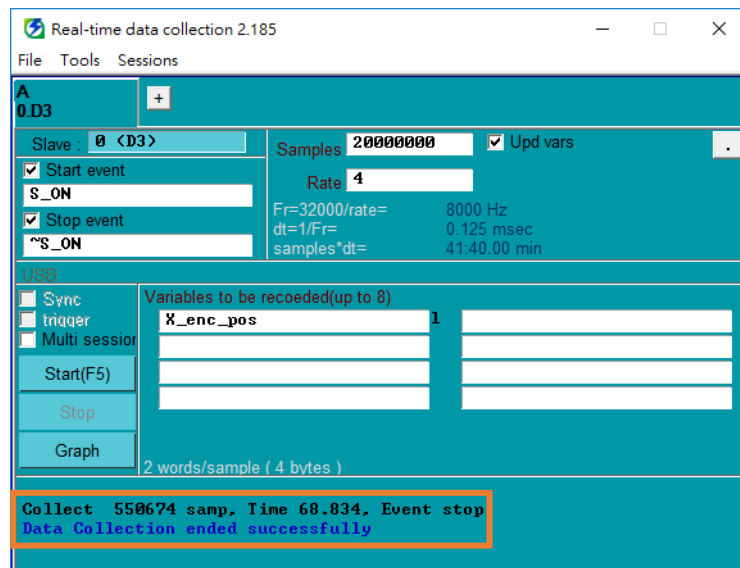 Real-time data collection 2.185
File Tools Sessions
A
0.D3
+
Slave : 0 (D3)
Start event
S_ON
Stop event
~S_ON
Samples 20000000
Upd vars
.
Rate 4
Fr=32000/rate= 8000 Hz
dt=1/Fr= 0.125 msec
samples*dt= 41:40.00 min
USB
Sync
trigger
Multi session
Variables to be recoeded(up to 8)
X_enc_pos l
Start(F5)
Stop
Graph
2 words/sample ( 4 bytes )
Collect 550674 samp, Time 68.834, Event stop
Data Collection ended successfully